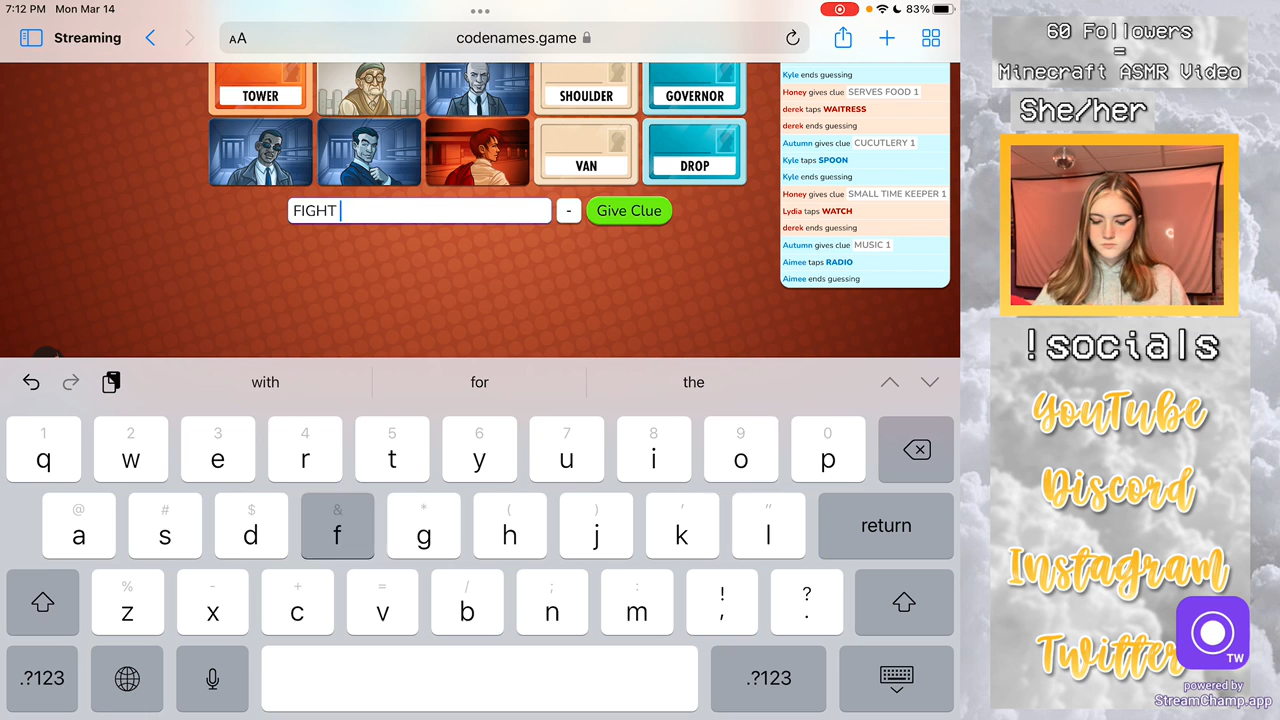 7:12 PM Mon Mar 14
83%
Streaming
AA
codenames.game
TOWER
SHOULDER
GOVERNOR
VAN
DROP
FIGHT
-
Give Clue
Kyle ends guessing
Honey gives clue SERVES FOOD 1
derek taps WAITRESS
derek ends guessing
Autumn gives clue CUCUTLERY 1
Kyle taps SPOON
Kyle ends guessing
Honey gives clue SMALL TIME KEEPER 1
Lydia taps WATCH
derek ends guessing
Autumn gives clue MUSIC 1
Aimee taps RADIO
Aimee ends guessing
with for the
1 2 3 4 5 6 7 8 9 0
q w e r t y u i o p
@ # $ & * ( ) ' "
a s d f g h j k l return
% - + = / ; : ! ?
z x c v b n m , .
.?123 .?123
60 Followers
=
Minecraft ASMR Video
She/her
!socials
YouTube
Discord
Instagram
Twitter
TW
powered by
StreamChamp.app